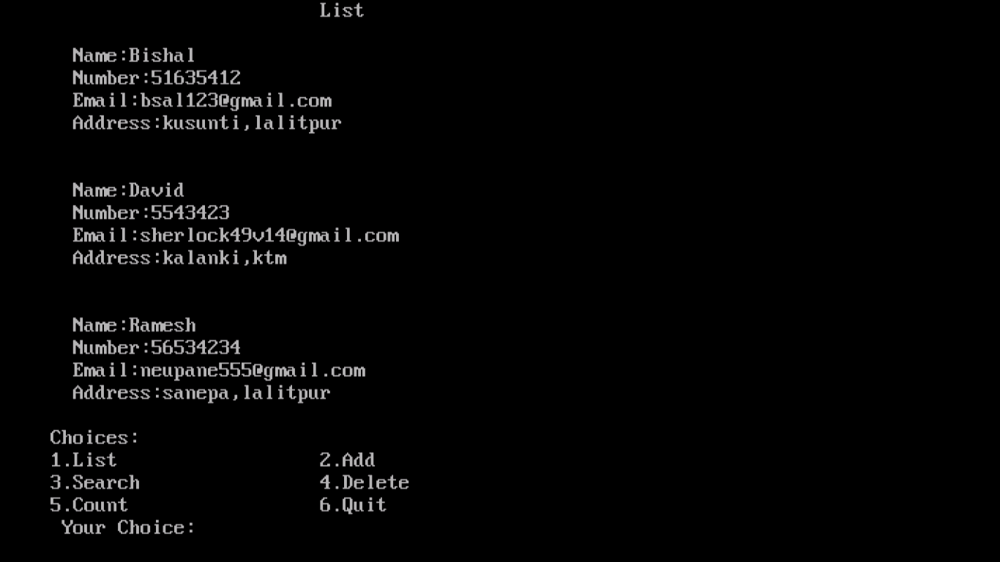 List
Name:Bishal
Number:51635412
Email:bsal123@gmail.com
Address:kusunti,lalitpur
Name:David
Number:5543423
Email:sherlock49v14@gmail.com
Address:kalanki,ktm
Name:Ramesh
Number:56534234
Email:neupane555@gmail.com
Address:sanepa,lalitpur
Choices:
1.List 2.Add
3.Search 4.Delete
5.Count 6.Quit
Your Choice: